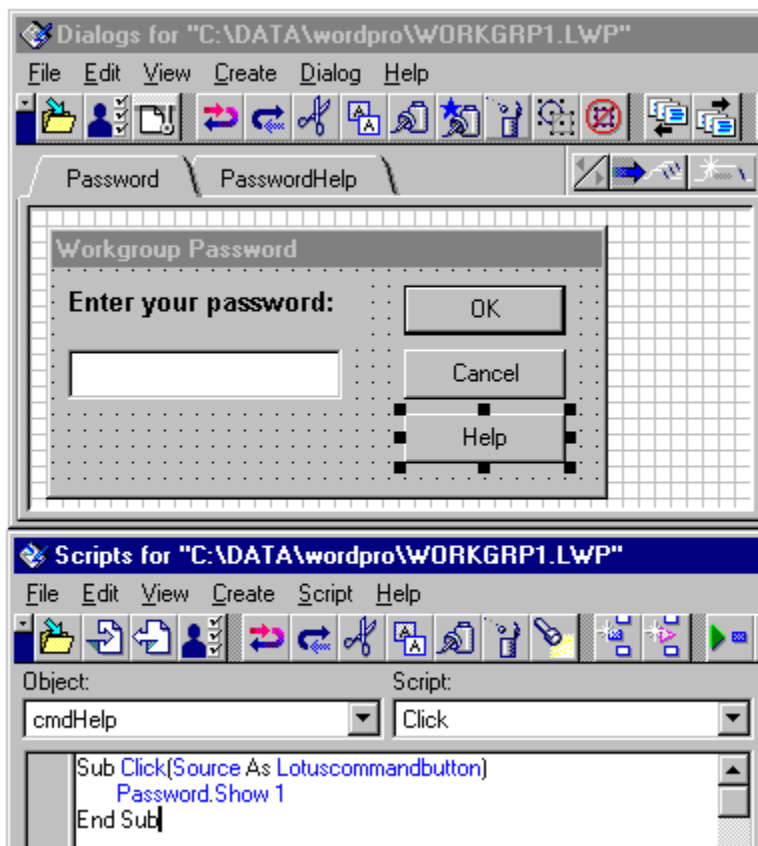 Dialogs for "C:\DATA\wordpro\WORKGRP1.LWP"
File Edit View Create Dialog Help
Password PasswordHelp
Workgroup Password
Enter your password:
OK
Cancel
Help
Scripts for "C:\DATA\wordpro\WORKGRP1.LWP"
File Edit View Create Script Help
Object: Script:
cmdHelp Click
Sub Click(Source As Lotuscommandbutton)
Password.Show 1
End Sub